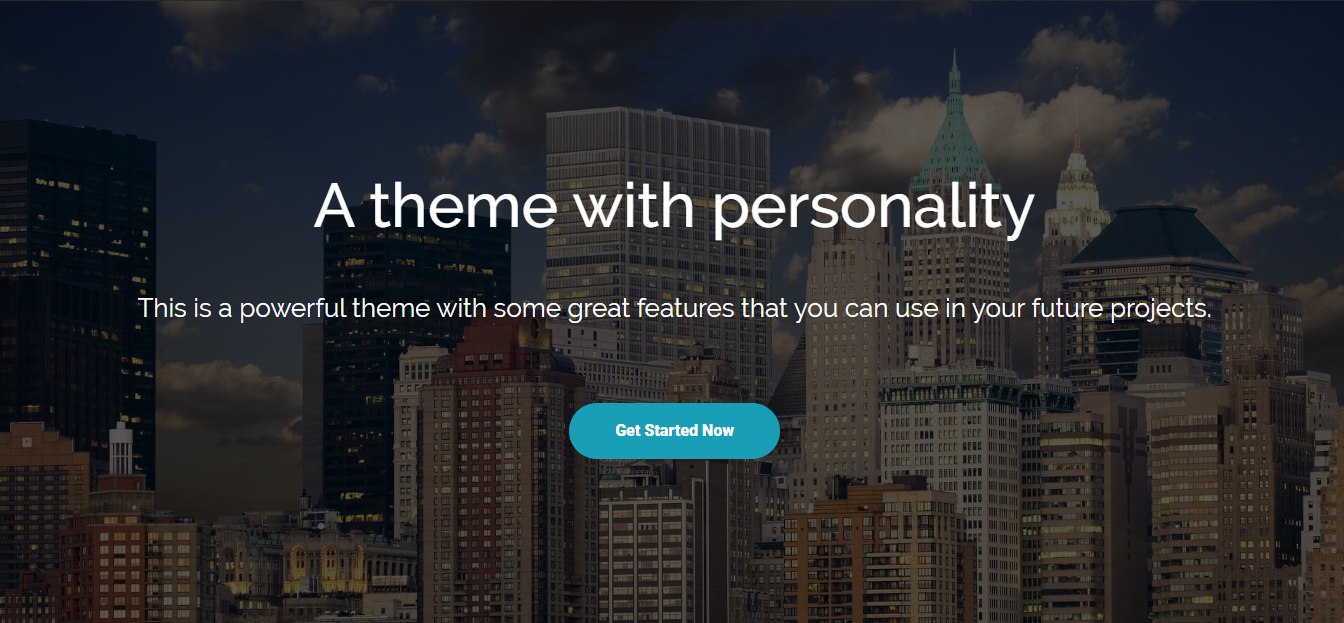 A theme with personality
This is a powerful theme with some great features that you can use in your future projects.
Get Started Now